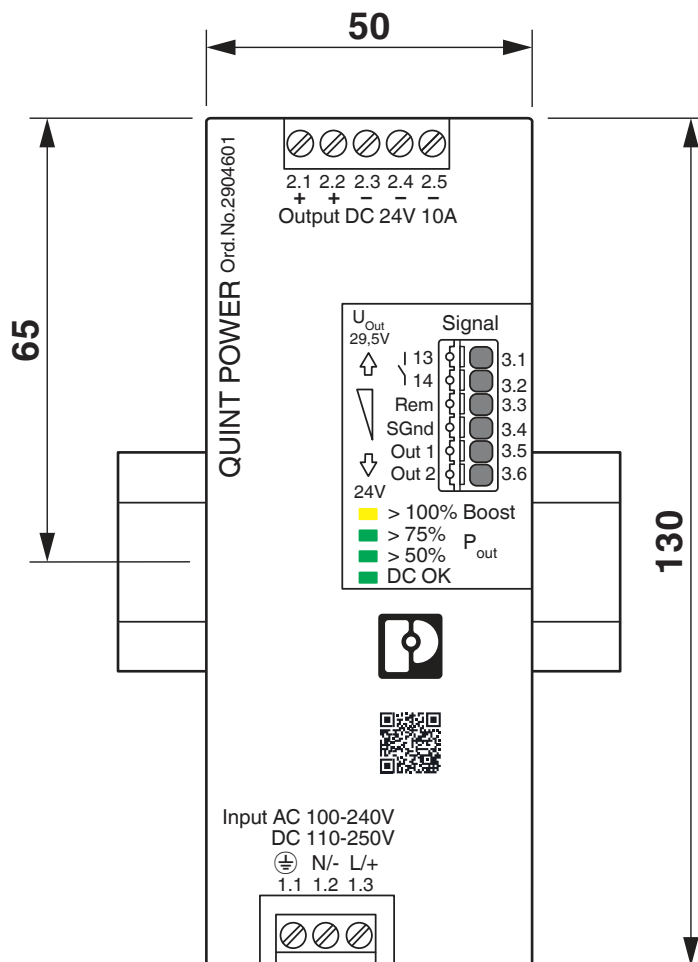 50
65
130
QUINT POWER Ord.No.2904601
2.1 2.2 2.3 2.4 2.5
+ + – – –
Output DC 24V 10A
UOut
29,5V
Signal
13 3.1
14 3.2
Rem 3.3
SGnd 3.4
Out 1 3.5
Out 2 3.6
24V
> 100% Boost
> 75%
Pout
> 50%
DC OK
Input AC 100-240V
DC 110-250V
N/- L/+
1.1 1.2 1.3